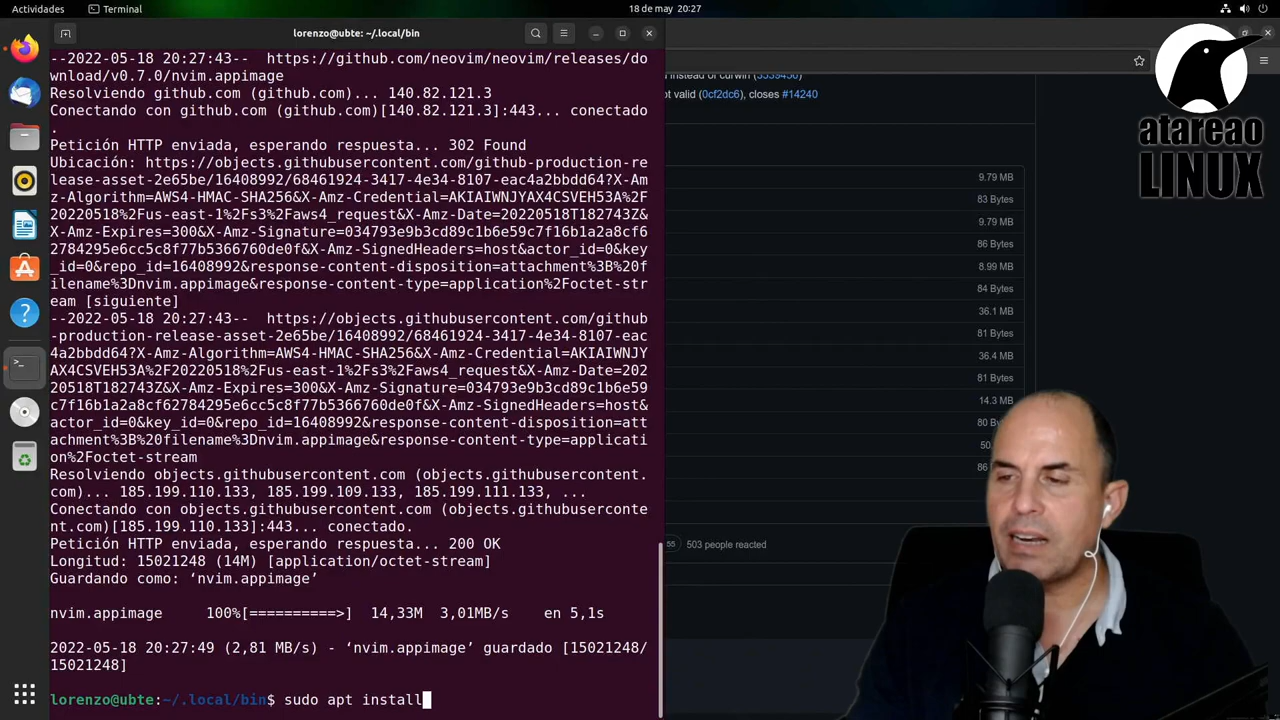 Actividades
Terminal
18 de may  20:27
lorenzo@ubte: ~/.local/bin
--2022-05-18 20:27:43--  https://github.com/neovim/neovim/releases/do
wnload/v0.7.0/nvim.appimage
Resolviendo github.com (github.com)... 140.82.121.3
Conectando con github.com (github.com)[140.82.121.3]:443... conectado
.
Petición HTTP enviada, esperando respuesta... 302 Found
Ubicación: https://objects.githubusercontent.com/github-production-re
lease-asset-2e65be/16408992/68461924-3417-4e34-8107-eac4a2bbdd64?X-Am
z-Algorithm=AWS4-HMAC-SHA256&X-Amz-Credential=AKIAIWNJYAX4CSVEH53A%2F
20220518%2Fus-east-1%2Fs3%2Faws4_request&X-Amz-Date=20220518T182743Z&
X-Amz-Expires=300&X-Amz-Signature=034793e9b3cd89c1b6e59c7f16b1a2a8cf6
2784295e6cc5c8f77b5366760de0f&X-Amz-SignedHeaders=host&actor_id=0&key
_id=0&repo_id=16408992&response-content-disposition=attachment%3B%20f
ilename%3Dnvim.appimage&response-content-type=application%2Foctet-str
eam [siguiente]
--2022-05-18 20:27:43--  https://objects.githubusercontent.com/github
-production-release-asset-2e65be/16408992/68461924-3417-4e34-8107-eac
4a2bbdd64?X-Amz-Algorithm=AWS4-HMAC-SHA256&X-Amz-Credential=AKIAIWNJY
AX4CSVEH53A%2F20220518%2Fus-east-1%2Fs3%2Faws4_request&X-Amz-Date=202
20518T182743Z&X-Amz-Expires=300&X-Amz-Signature=034793e9b3cd89c1b6e59
c7f16b1a2a8cf62784295e6cc5c8f77b5366760de0f&X-Amz-SignedHeaders=host&
actor_id=0&key_id=0&repo_id=16408992&response-content-disposition=att
achment%3B%20filename%3Dnvim.appimage&response-content-type=applicati
on%2Foctet-stream
Resolviendo objects.githubusercontent.com (objects.githubusercontent.
com)... 185.199.110.133, 185.199.109.133, 185.199.111.133, ...
Conectando con objects.githubusercontent.com (objects.githubuserconte
nt.com)[185.199.110.133]:443... conectado.
Petición HTTP enviada, esperando respuesta... 200 OK
Longitud: 15021248 (14M) [application/octet-stream]
Guardando como: ‘nvim.appimage’
nvim.appimage     100%[==========>]  14,33M  3,01MB/s    en 5,1s
2022-05-18 20:27:49 (2,81 MB/s) - ‘nvim.appimage’ guardado [15021248/
15021248]
lorenzo@ubte:~/.local/bin$ sudo apt install
instead of curwin (3539450)
t valid (0cf2dc6), closes #14240
9.79 MB
83 Bytes
9.79 MB
86 Bytes
8.99 MB
84 Bytes
36.1 MB
81 Bytes
36.4 MB
81 Bytes
14.3 MB
80
50.
86
55
503 people reacted
atareao
LINUX